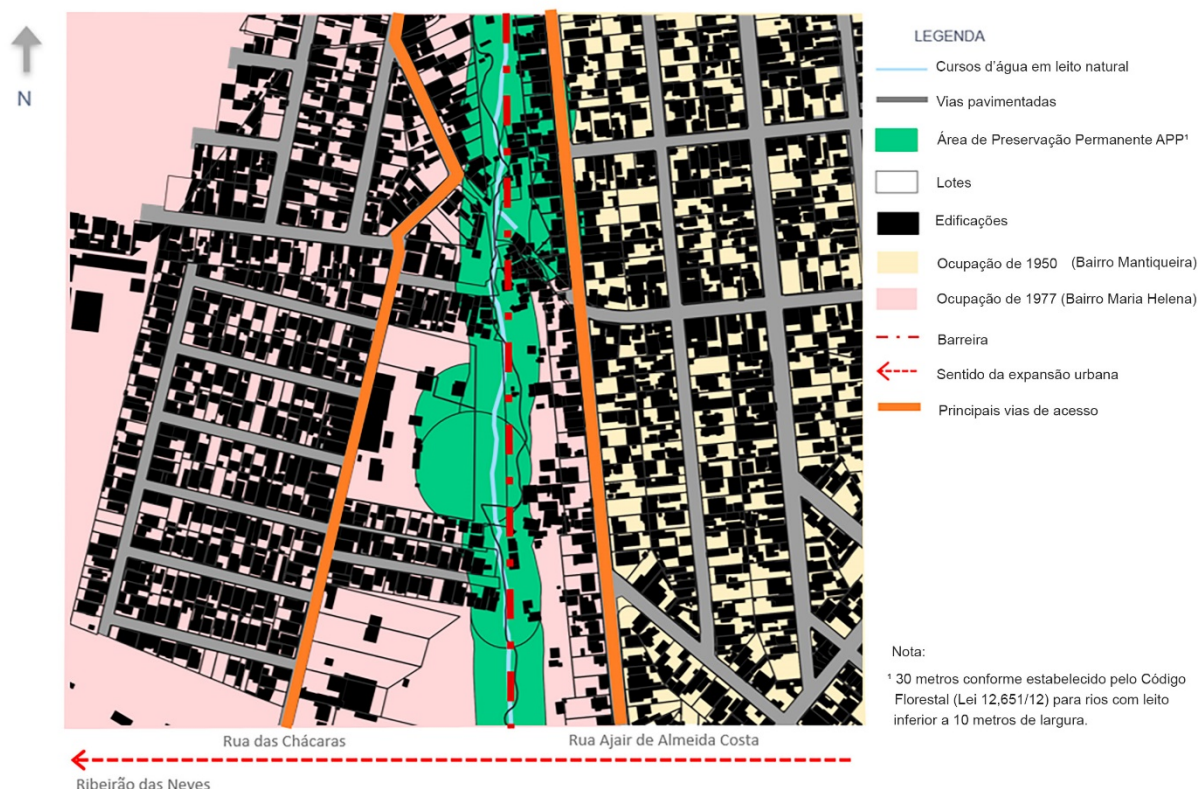 N
LEGENDA
Cursos d'água em leito natural
Vias pavimentadas
Área de Preservação Permanente APP¹
Lotes
Edificações
Ocupação de 1950 (Bairro Mantiqueira)
Ocupação de 1977 (Bairro Maria Helena)
Barreira
Sentido da expansão urbana
Principais vias de acesso
Nota:
¹ 30 metros conforme estabelecido pelo Código
Florestal (Lei 12,651/12) para rios com leito
inferior a 10 metros de largura.
Rua das Chácaras
Rua Ajair de Almeida Costa
Ribeirão das Neves